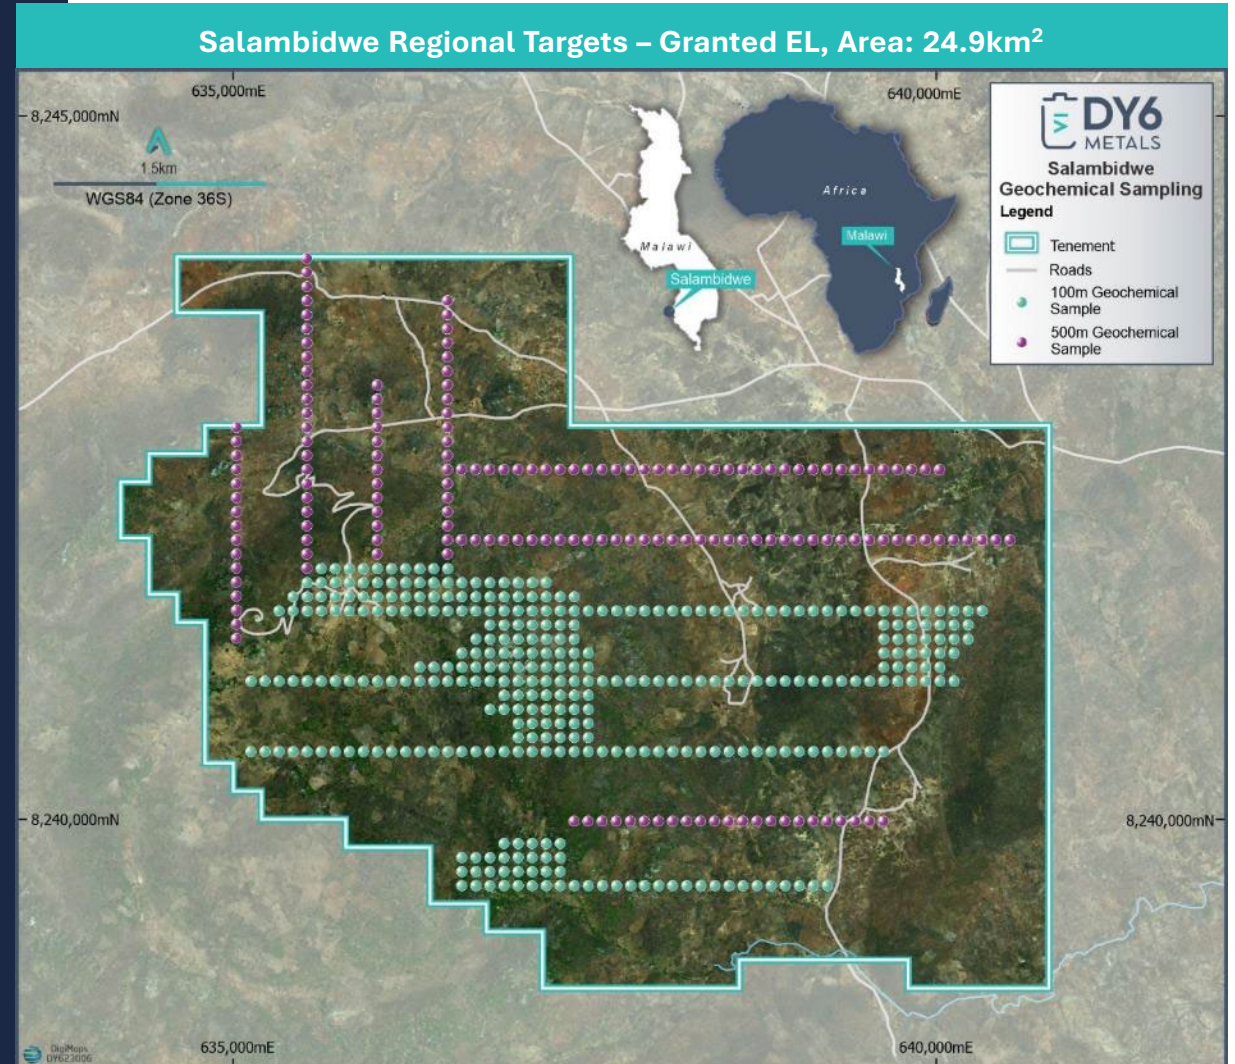 Salambidwe Regional Targets – Granted EL, Area: 24.9km²
635,000mE
640,000mE
8,245,000mN
1.5km
WGS84 (Zone 36S)
Malawi
Salambidwe
Africa
Malawi
DY6
METALS
Salambidwe
Geochemical Sampling
Legend
Tenement
Roads
100m Geochemical
Sample
500m Geochemical
Sample
8,240,000mN
8,240,000mN
DigiMaps
DY623006
635,000mE
640,000mE